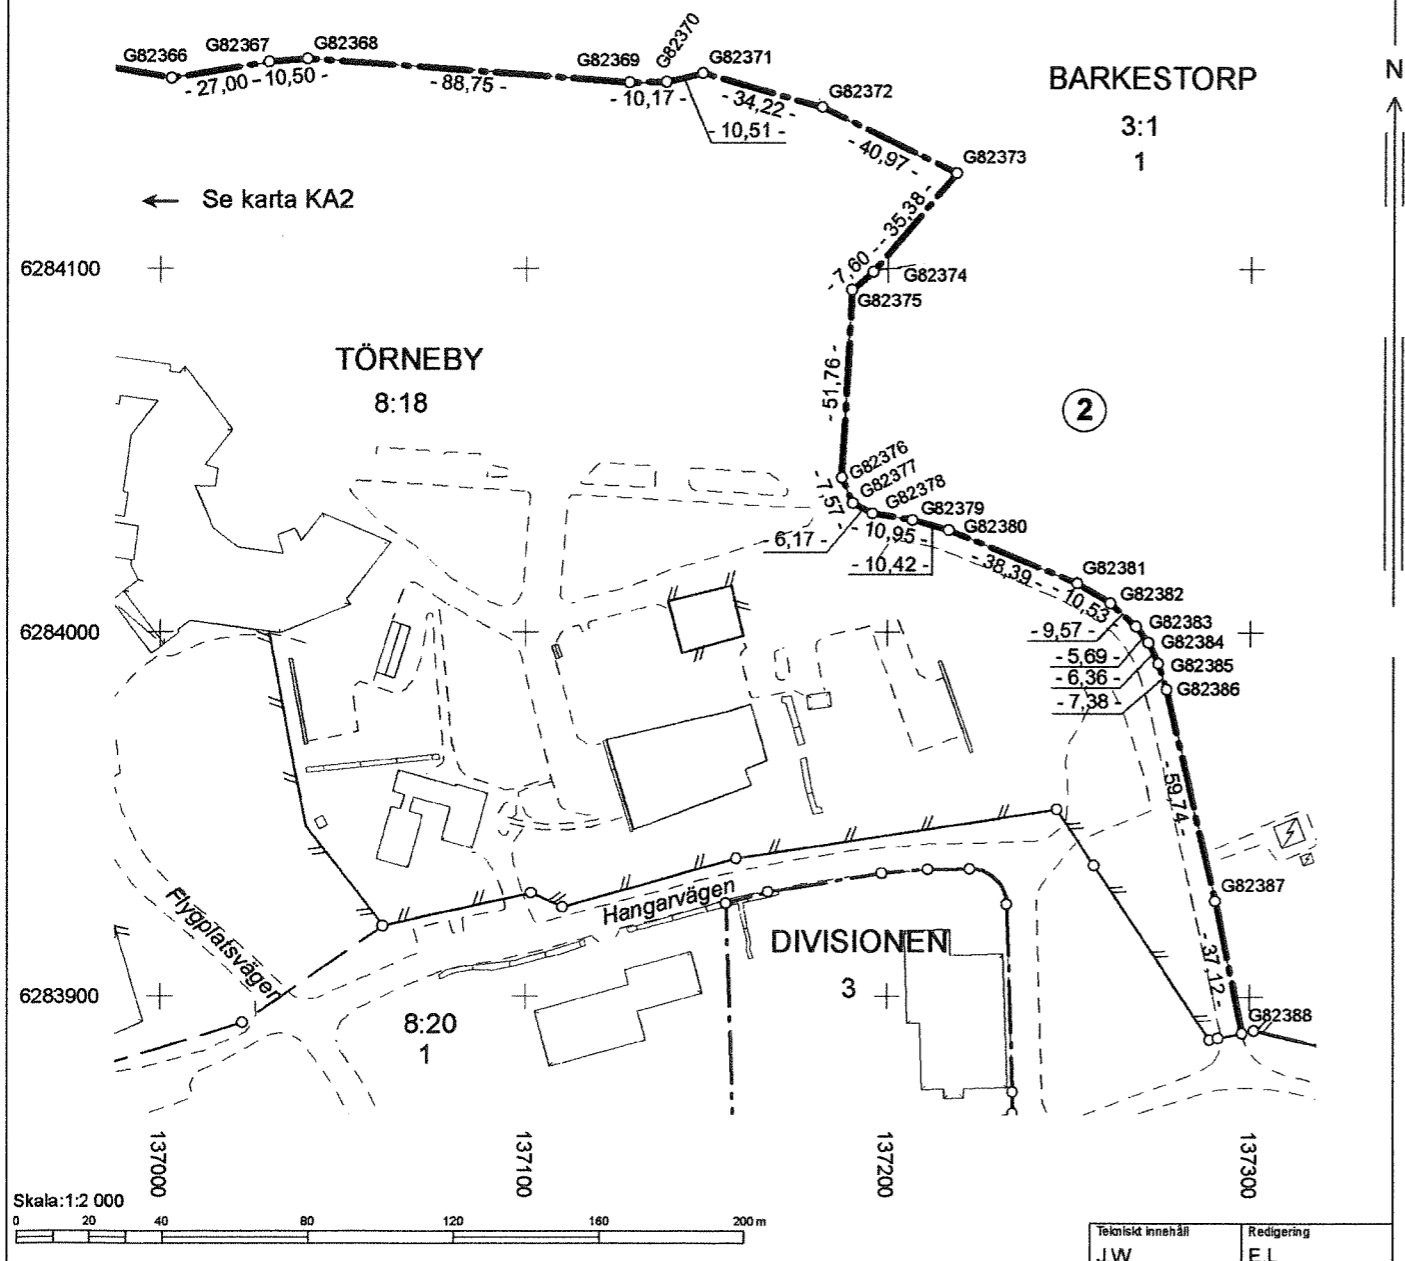 G82366
G82367
G82368
G82369
G82370
G82371
G82372
G82373
- 27,00 -
- 10,50 -
- 88,75 -
- 10,17 -
- 10,51 -
- 34,22 -
- 40,97 -
BARKESTORP
3:1
1
N
← Se karta KA2
- 35,38 -
- 7,60 -
6284100
G82374
G82375
TÖRNEBY
8:18
- 51,76 -
2
G82376
G82377
G82378
G82379
G82380
- 7,57 -
- 6,17 -
- 10,95 -
- 10,42 -
- 38,39 -
G82381
- 10,53 -
G82382
6284000
- 9,57 -
G82383
- 5,69 -
G82384
- 6,36 -
G82385
- 7,38 -
G82386
- 59,74 -
G82387
Flygplatsvägen
Hangarvägen
DIVISIONEN
3
- 37,12 -
6283900
8:20
1
G82388
137000
137100
137200
137300
Skala:1:2 000
0 20 40 80 120 160 200 m
Tekniskt innehåll
Redigering
JW
EL